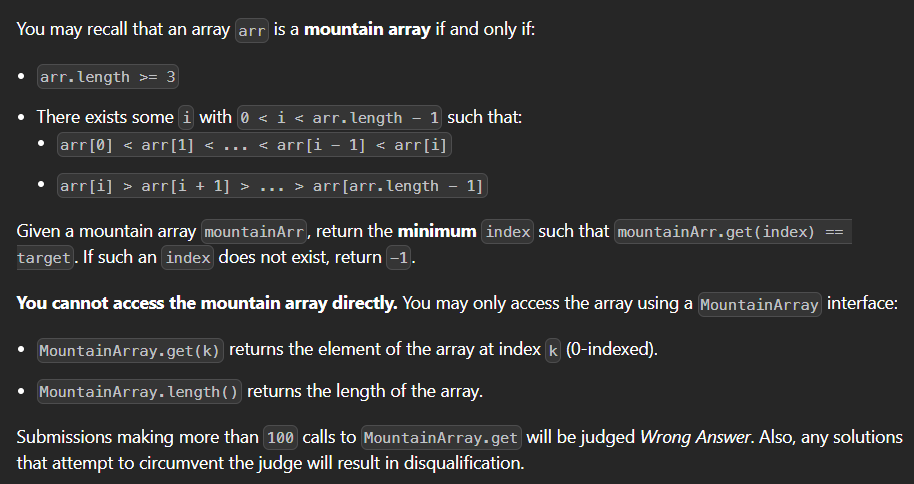 You may recall that an array arr is a mountain array if and only if:
• arr.length >= 3
• There exists some i with 0 < i < arr.length - 1 such that:
• arr[0] < arr[1] < ... < arr[i - 1] < arr[i]
• arr[i] > arr[i + 1] > ... > arr[arr.length - 1]
Given a mountain array mountainArr, return the minimum index such that mountainArr.get(index) ==
target. If such an index does not exist, return -1.
You cannot access the mountain array directly. You may only access the array using a MountainArray interface:
• MountainArray.get(k) returns the element of the array at index k (0-indexed).
• MountainArray.length() returns the length of the array.
Submissions making more than 100 calls to MountainArray.get will be judged Wrong Answer. Also, any solutions
that attempt to circumvent the judge will result in disqualification.